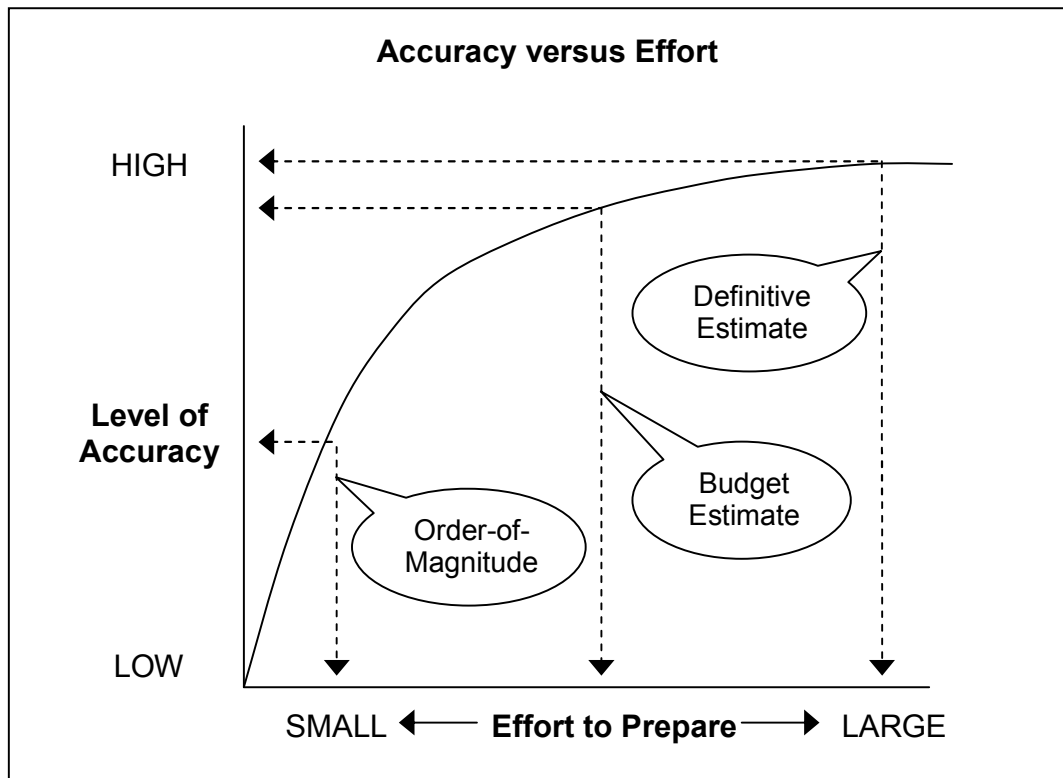 Accuracy versus Effort
HIGH
Definitive
Estimate
Level of
Accuracy
Budget
Estimate
Order-of-
Magnitude
LOW
SMALL
Effort to Prepare
LARGE